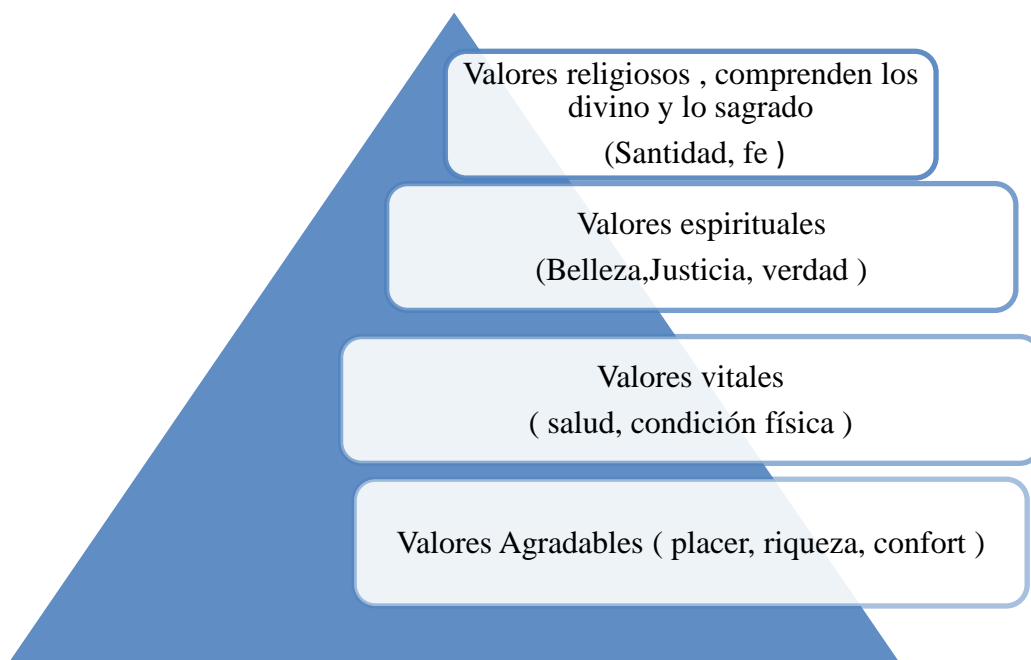 Valores religiosos , comprenden los
divino y lo sagrado
(Santidad, fe )
Valores espirituales
(Belleza,Justicia, verdad )
Valores vitales
( salud, condición física )
Valores Agradables ( placer, riqueza, confort )